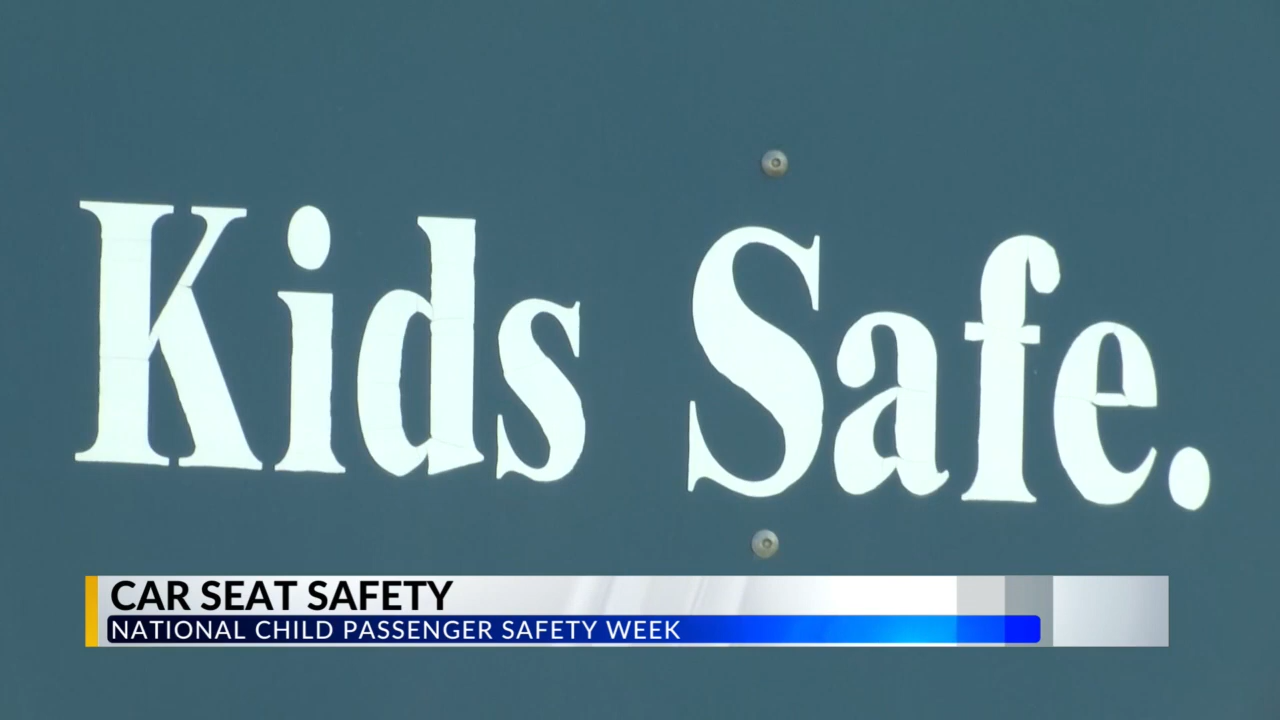 Kids Safe.
CAR SEAT SAFETY
NATIONAL CHILD PASSENGER SAFETY WEEK